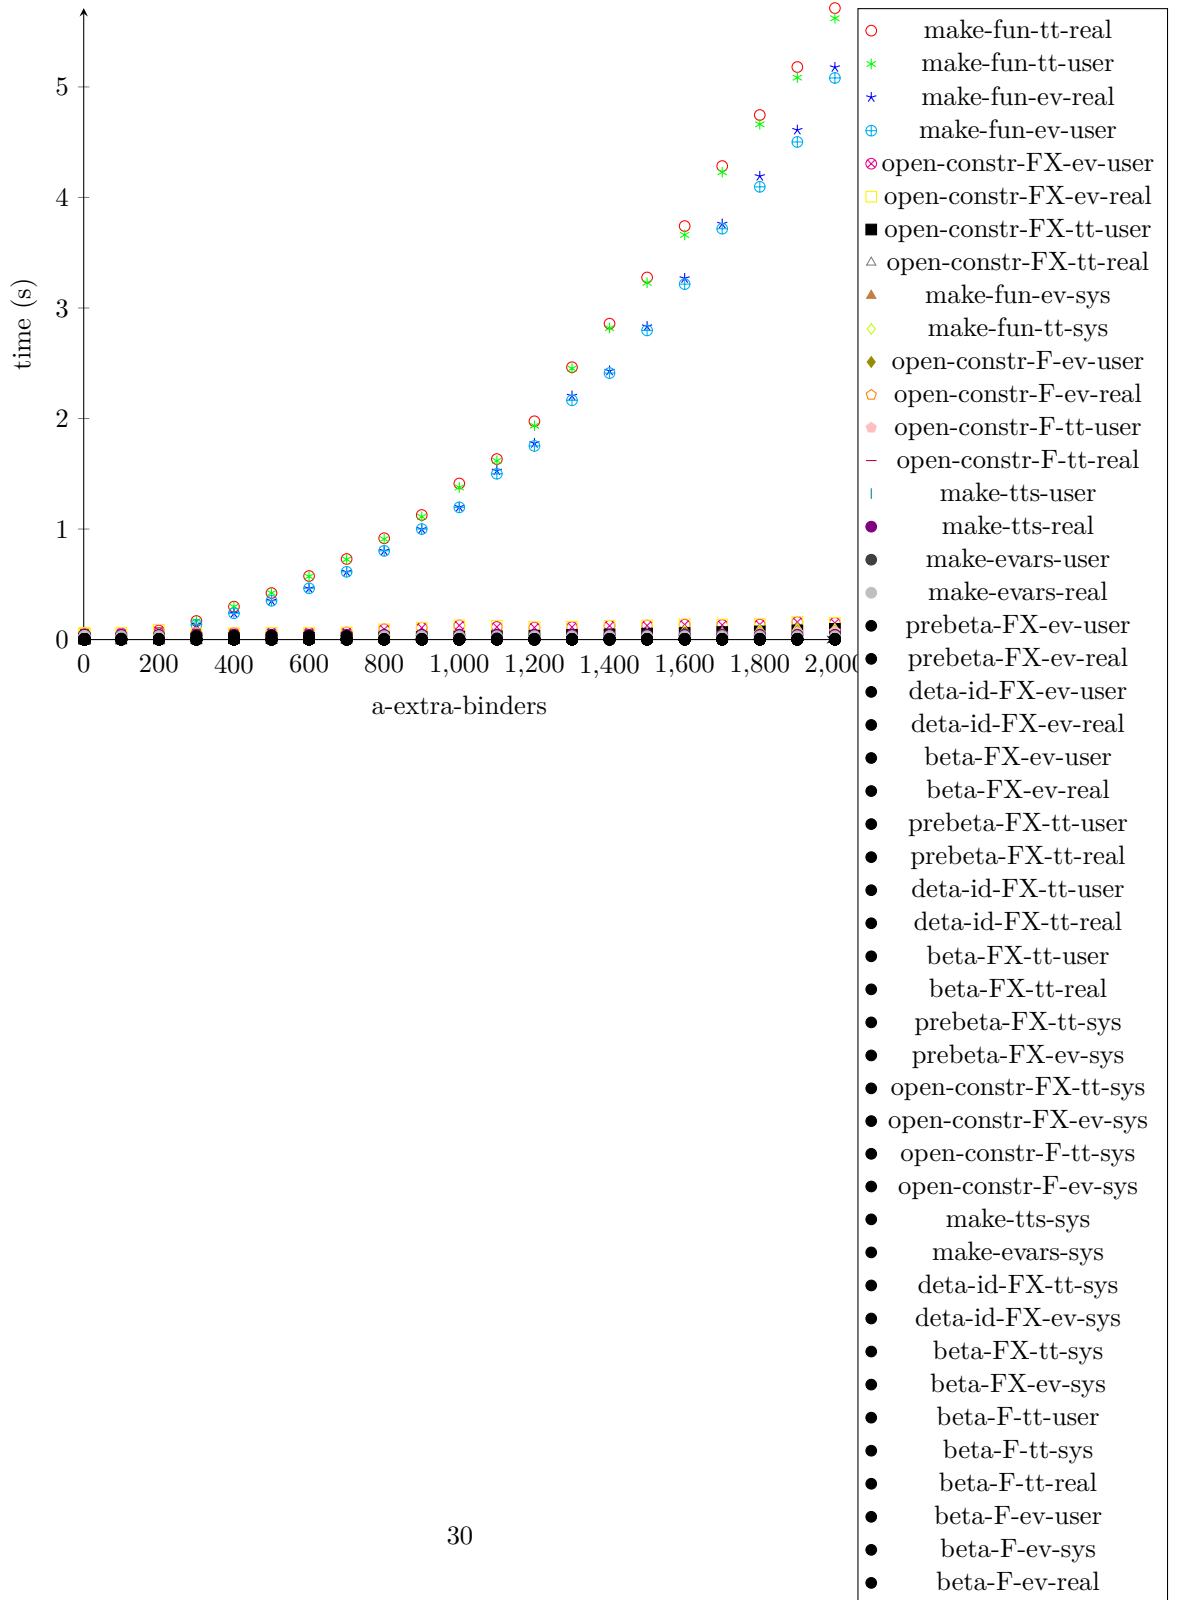 5
4
3
2
1
0
time (s)
0
200
400
600
800
1,000
1,200
1,400
1,600
1,800
2,000
a-extra-binders
make-fun-tt-real
make-fun-tt-user
make-fun-ev-real
make-fun-ev-user
open-constr-FX-ev-user
open-constr-FX-ev-real
open-constr-FX-tt-user
open-constr-FX-tt-real
make-fun-ev-sys
make-fun-tt-sys
open-constr-F-ev-user
open-constr-F-ev-real
open-constr-F-tt-user
open-constr-F-tt-real
make-tts-user
make-tts-real
make-evars-user
make-evars-real
prebeta-FX-ev-user
prebeta-FX-ev-real
deta-id-FX-ev-user
deta-id-FX-ev-real
beta-FX-ev-user
beta-FX-ev-real
prebeta-FX-tt-user
prebeta-FX-tt-real
deta-id-FX-tt-user
deta-id-FX-tt-real
beta-FX-tt-user
beta-FX-tt-real
prebeta-FX-tt-sys
prebeta-FX-ev-sys
open-constr-FX-tt-sys
open-constr-FX-ev-sys
open-constr-F-tt-sys
open-constr-F-ev-sys
make-tts-sys
make-evars-sys
deta-id-FX-tt-sys
deta-id-FX-ev-sys
beta-FX-tt-sys
beta-FX-ev-sys
beta-F-tt-user
beta-F-tt-sys
beta-F-tt-real
beta-F-ev-user
beta-F-ev-sys
beta-F-ev-real
30